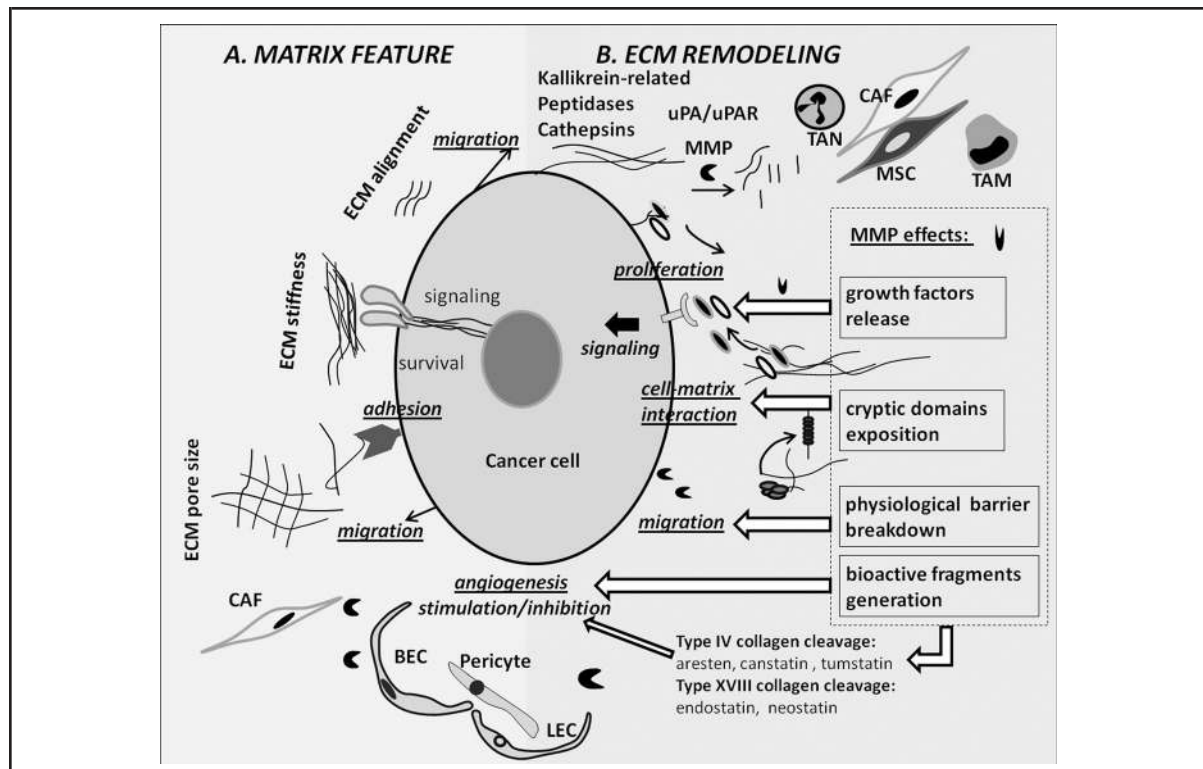 A. MATRIX FEATURE
ECM alignment
migration
ECM stiffness
signaling
survival
adhesion
ECM pore size
migration
Cancer cell
B. ECM REMODELING
Kallikrein-related
Peptidases
Cathepsins
uPA/uPAR
MMP
TAN
CAF
MSC
TAM
proliferation
signaling
cell-matrix
interaction
migration
angiogenesis
stimulation/inhibition
MMP effects:
growth factors
release
cryptic domains
exposition
physiological barrier
breakdown
bioactive fragments
generation
Type IV collagen cleavage:
aresten, canstatin , tumstatin
Type XVIII collagen cleavage:
endostatin, neostatin
CAF
BEC
Pericyte
LEC